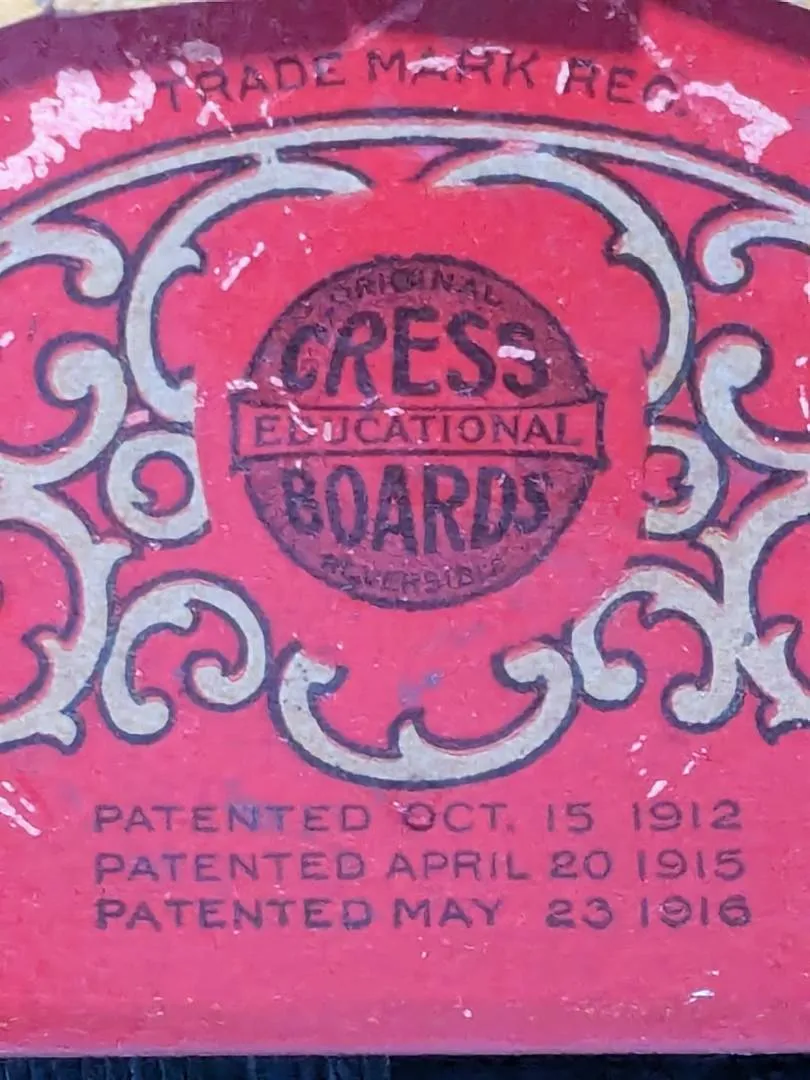 TRADE MARK REG.
ORIGINAL
CRESS
EDUCATIONAL
BOARDS
REVERSIBLE
PATENTED OCT. 15 1912
PATENTED APRIL 20 1915
PATENTED MAY 23 1916